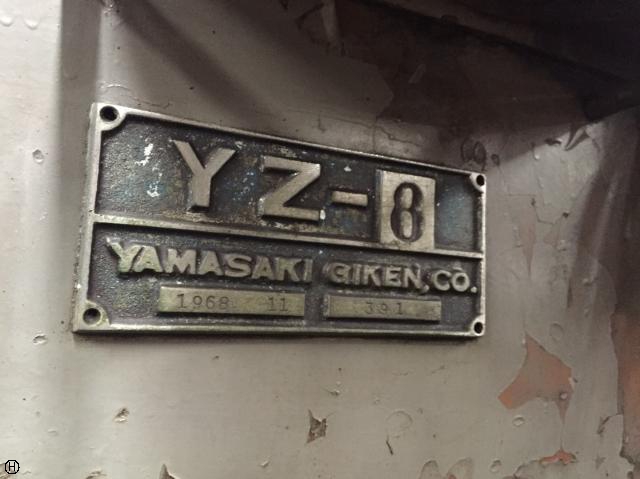 YZ-8
YAMASAKI GIKEN, CO.
1968 11 391
H